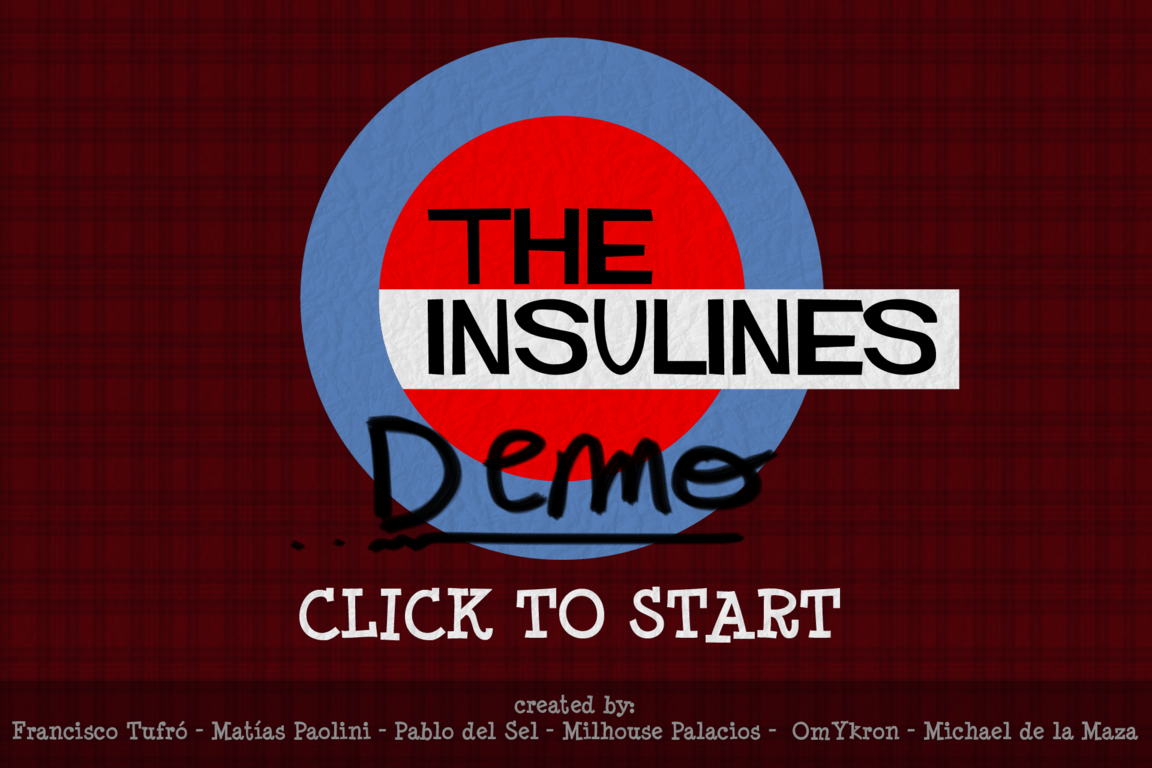 THE
INSULINES
Demo
CLICK TO START
created by:
Francisco Tufró - Matías Paolini - Pablo del Sel - Milhouse Palacios - OmYkron - Michael de la Maza